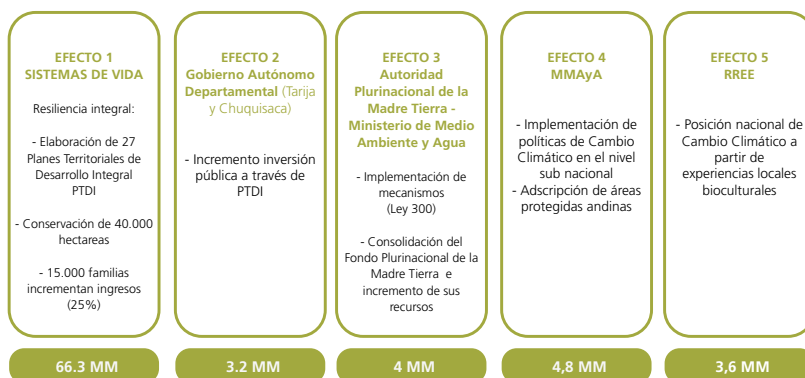 EFECTO 1
SISTEMAS DE VIDA
Resiliencia integral:
- Elaboración de 27
Planes Territoriales de
Desarrollo Integral
PTDI
- Conservación de 40.000
hectareas
- 15.000 familias
incrementan ingresos
(25%)
66.3 MM
EFECTO 2
Gobierno Autónomo
Departamental (Tarija
y Chuquisaca)
- Incremento inversión
pública a través de
PTDI
3.2 MM
EFECTO 3
Autoridad
Plurinacional de la
Madre Tierra -
Ministerio de Medio
Ambiente y Agua
- Implementación de
mecanismos
(Ley 300)
- Consolidación del
Fondo Plurinacional de la
Madre Tierra e
incremento de sus
recursos
4 MM
EFECTO 4
MMAyA
- Implementación de
políticas de Cambio
Climático en el nivel
sub nacional
- Adscripción de áreas
protegidas andinas
4,8 MM
EFECTO 5
RREE
- Posición nacional de
Cambio Climático a
partir de
experiencias locales
bioculturales
3,6 MM